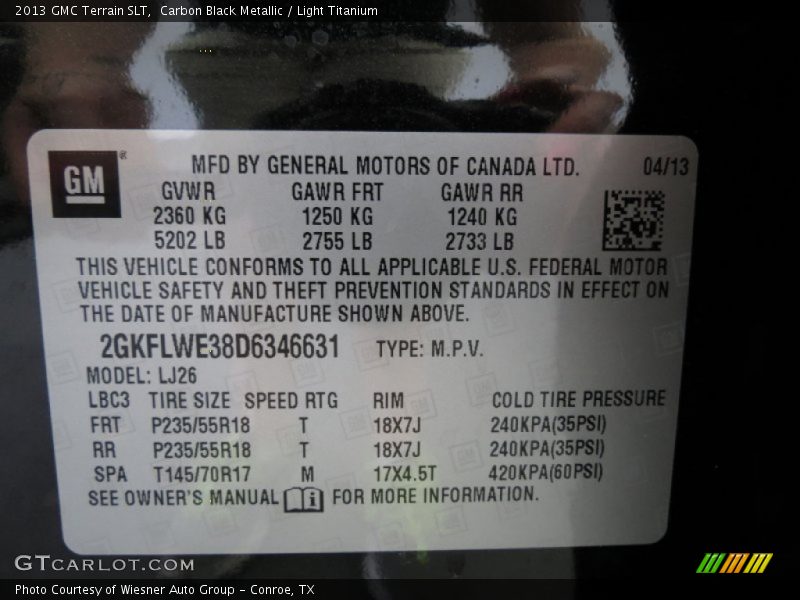 2013 GMC Terrain SLT, Carbon Black Metallic / Light Titanium
GM ®
MFD BY GENERAL MOTORS OF CANADA LTD. 04/13
GVWR GAWR FRT GAWR RR
2360 KG 1250 KG 1240 KG
5202 LB 2755 LB 2733 LB
THIS VEHICLE CONFORMS TO ALL APPLICABLE U.S. FEDERAL MOTOR
VEHICLE SAFETY AND THEFT PREVENTION STANDARDS IN EFFECT ON
THE DATE OF MANUFACTURE SHOWN ABOVE.
2GKFLWE38D6346631 TYPE: M.P.V.
MODEL: LJ26
LBC3 TIRE SIZE SPEED RTG RIM COLD TIRE PRESSURE
FRT P235/55R18 T 18X7J 240KPA(35PSI)
RR P235/55R18 T 18X7J 240KPA(35PSI)
SPA T145/70R17 M 17X4.5T 420KPA(60PSI)
SEE OWNER'S MANUAL i FOR MORE INFORMATION.
GTCARLOT.COM
Photo Courtesy of Wiesner Auto Group - Conroe, TX